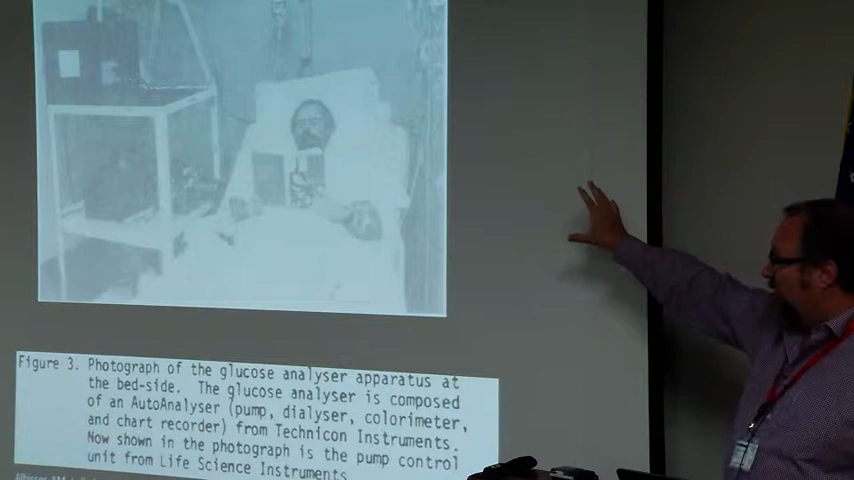 Figure 3. Photograph of the glucose analyser apparatus at
the bed-side. The glucose analyser is composed
of an AutoAnalyser (pump, dialyser, colorimeter,
and chart recorder) from Technicon Instruments.
Now shown in the photograph is the pump control
unit from Life Science Instruments.